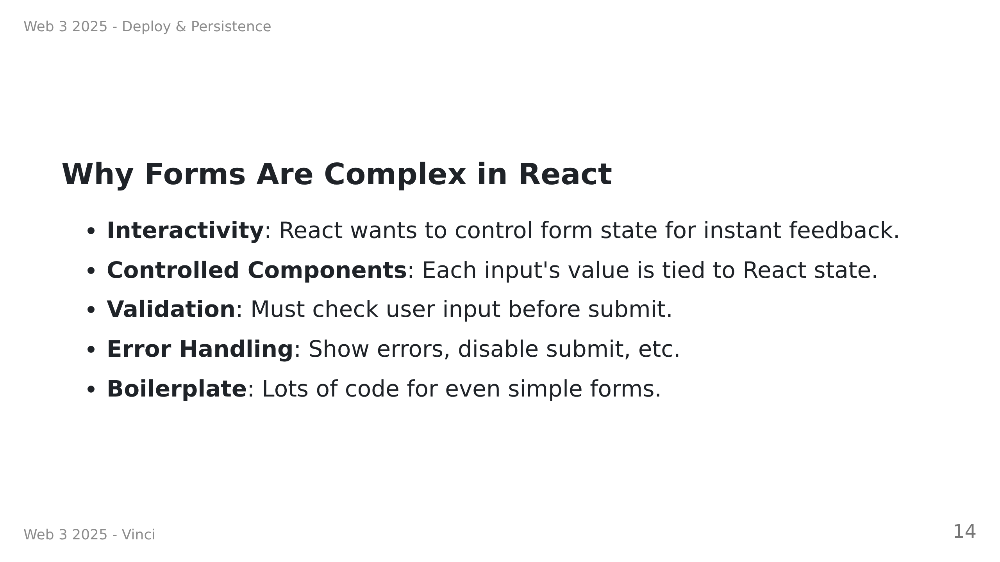 Web 3 2025 - Deploy & Persistence
Why Forms Are Complex in React
• Interactivity: React wants to control form state for instant feedback.
• Controlled Components: Each input's value is tied to React state.
• Validation: Must check user input before submit.
• Error Handling: Show errors, disable submit, etc.
• Boilerplate: Lots of code for even simple forms.
Web 3 2025 - Vinci
14